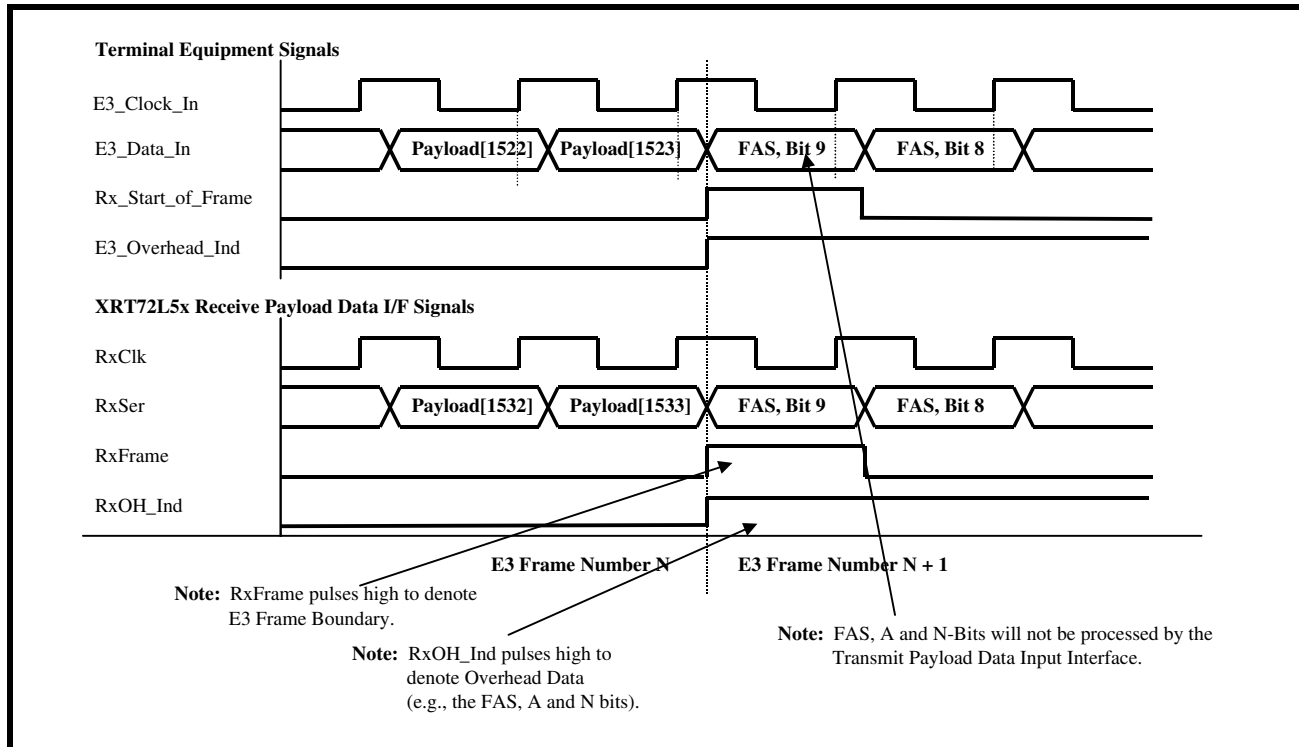 Terminal Equipment Signals
E3_Clock_In
E3_Data_In
Payload[1522] Payload[1523] FAS, Bit 9 FAS, Bit 8
Rx_Start_of_Frame
E3_Overhead_Ind
XRT72L5x Receive Payload Data I/F Signals
RxClk
RxSer
Payload[1532] Payload[1533] FAS, Bit 9 FAS, Bit 8
RxFrame
RxOH_Ind
E3 Frame Number N E3 Frame Number N + 1
Note: RxFrame pulses high to denote
E3 Frame Boundary.
Note: RxOH_Ind pulses high to
denote Overhead Data
(e.g., the FAS, A and N bits).
Note: FAS, A and N-Bits will not be processed by the
Transmit Payload Data Input Interface.